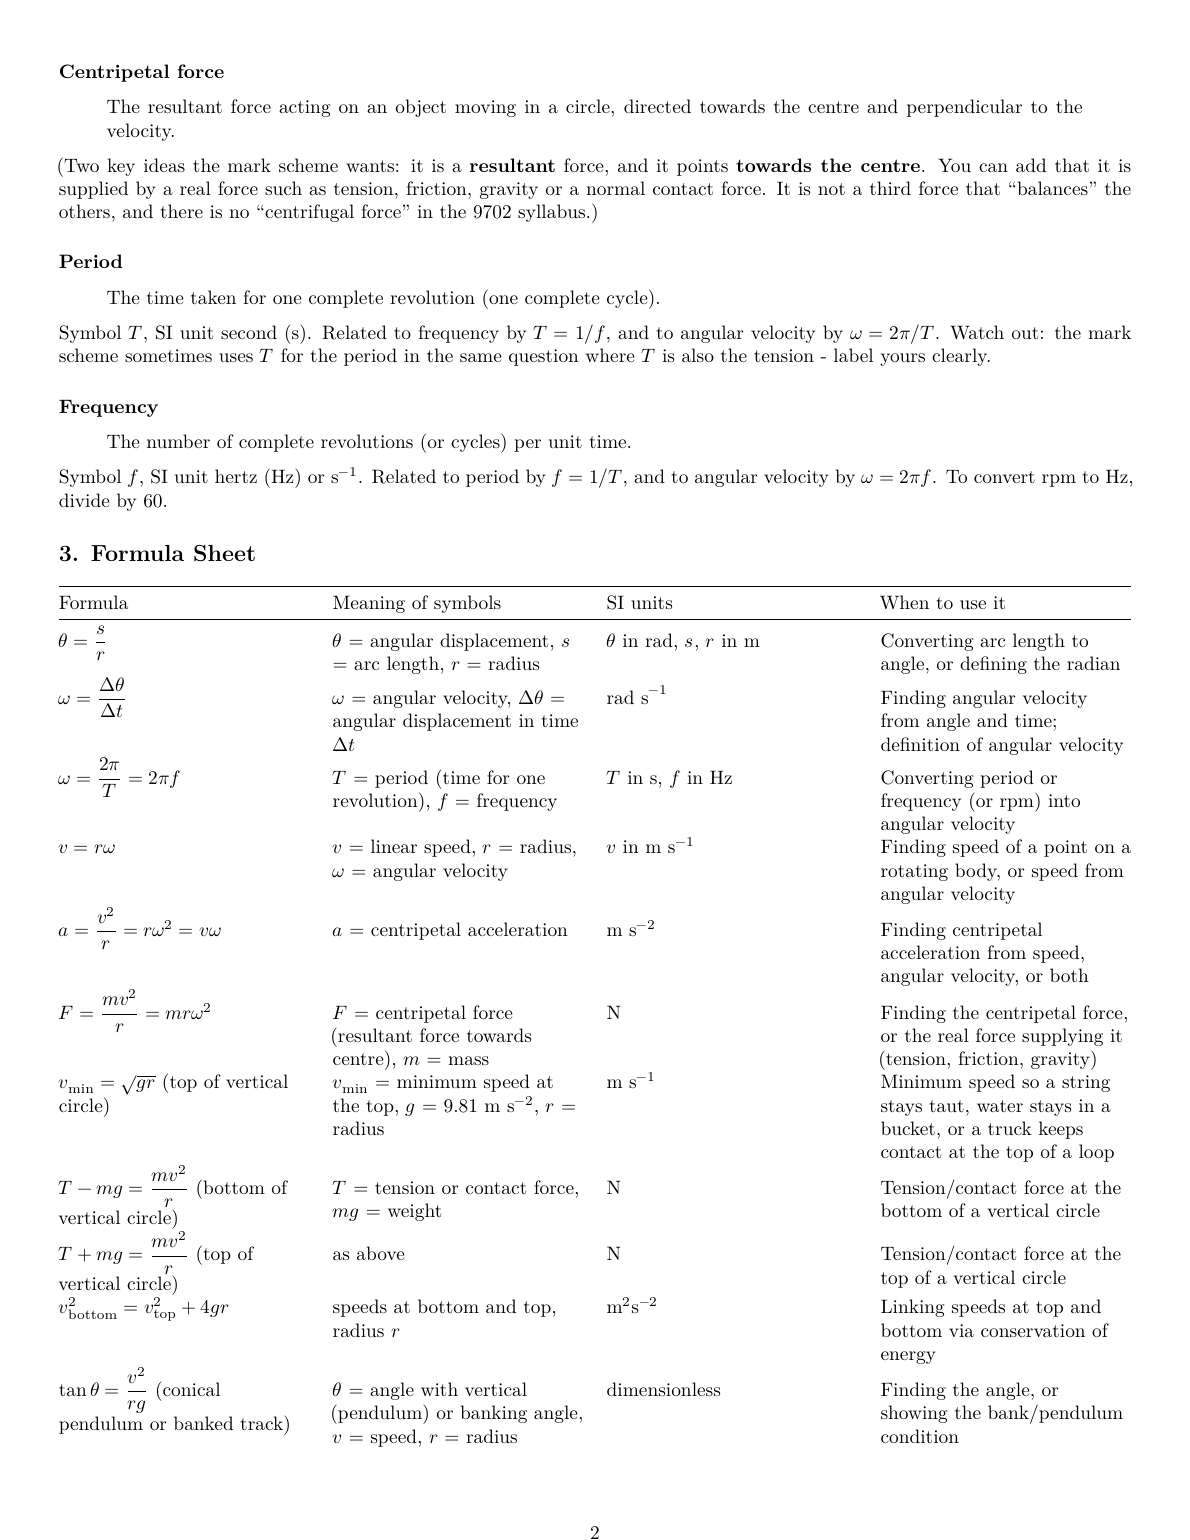 Centripetal force
The resultant force acting on an object moving in a circle, directed towards the centre and perpendicular to the
velocity.
(Two key ideas the mark scheme wants: it is a resultant force, and it points towards the centre. You can add that it is
supplied by a real force such as tension, friction, gravity or a normal contact force. It is not a third force that “balances” the
others, and there is no “centrifugal force” in the 9702 syllabus.)
Period
The time taken for one complete revolution (one complete cycle).
Symbol T, SI unit second (s). Related to frequency by T = 1/f, and to angular velocity by ω = 2π/T. Watch out: the mark
scheme sometimes uses T for the period in the same question where T is also the tension - label yours clearly.
Frequency
The number of complete revolutions (or cycles) per unit time.
Symbol f, SI unit hertz (Hz) or s⁻¹. Related to period by f = 1/T, and to angular velocity by ω = 2πf. To convert rpm to Hz,
divide by 60.
3. Formula Sheet
Formula Meaning of symbols SI units When to use it
θ = s/r θ = angular displacement, s θ in rad, s, r in m Converting arc length to
= arc length, r = radius angle, or defining the radian
ω = Δθ/Δt ω = angular velocity, Δθ = rad s⁻¹ Finding angular velocity
angular displacement in time from angle and time;
Δt definition of angular velocity
ω = 2π/T = 2πf T = period (time for one T in s, f in Hz Converting period or
revolution), f = frequency frequency (or rpm) into
angular velocity
v = rω v = linear speed, r = radius, v in m s⁻¹ Finding speed of a point on a
ω = angular velocity rotating body, or speed from
angular velocity
a = v²/r = rω² = vω a = centripetal acceleration m s⁻² Finding centripetal
acceleration from speed,
angular velocity, or both
F = mv²/r = mrω² F = centripetal force N Finding the centripetal force,
(resultant force towards or the real force supplying it
centre), m = mass (tension, friction, gravity)
v_min = √gr (top of vertical v_min = minimum speed at m s⁻¹ Minimum speed so a string
circle) the top, g = 9.81 m s⁻², r = stays taut, water stays in a
radius bucket, or a truck keeps
contact at the top of a loop
T − mg = mv²/r (bottom of T = tension or contact force, N Tension/contact force at the
vertical circle) mg = weight bottom of a vertical circle
T + mg = mv²/r (top of as above N Tension/contact force at the
vertical circle) top of a vertical circle
v²_bottom = v²_top + 4gr speeds at bottom and top, m²s⁻² Linking speeds at top and
radius r bottom via conservation of
energy
tan θ = v²/rg (conical θ = angle with vertical dimensionless Finding the angle, or
pendulum or banked track) (pendulum) or banking angle, showing the bank/pendulum
v = speed, r = radius condition
2